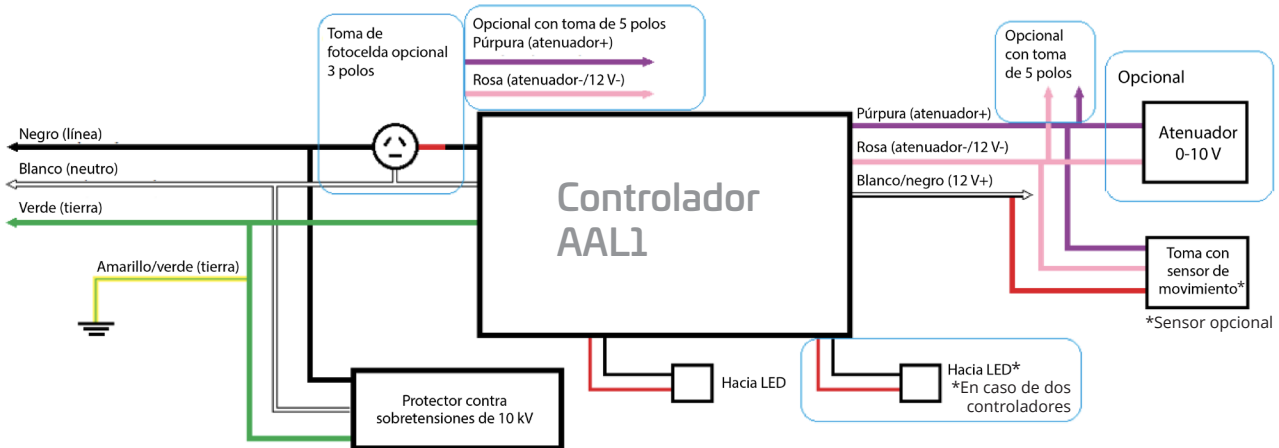 Toma de
fotocelda opcional
3 polos
Opcional con toma de 5 polos
Púrpura (atenuador+)
Rosa (atenuador-/12 V-)
Opcional
con toma
de 5 polos
Opcional
Negro (línea)
Blanco (neutro)
Verde (tierra)
Amarillo/verde (tierra)
Controlador
AAL1
Púrpura (atenuador+)
Rosa (atenuador-/12 V-)
Blanco/negro (12 V+)
Atenuador
0-10 V
Toma con
sensor de
movimiento*
*Sensor opcional
Protector contra
sobretensiones de 10 kV
Hacia LED
Hacia LED*
*En caso de dos
controladores